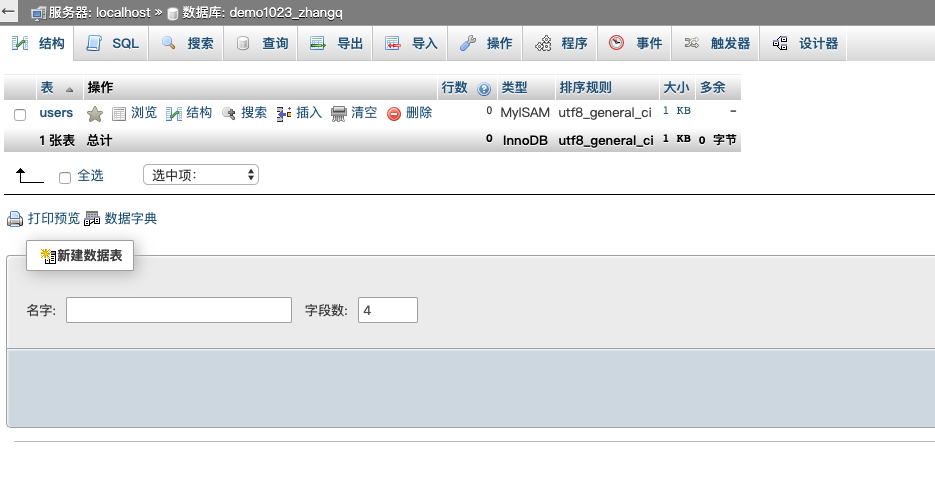 服务器: localhost » 数据库: demo1023_zhangq
结构 SQL 搜索 查询 导出 导入 操作 程序 事件 触发器 设计器
表 操作 行数 类型 排序规则 大小 多余
users 浏览 结构 搜索 插入 清空 删除 0 MyISAM utf8_general_ci 1 KB -
1 张表 总计 0 InnoDB utf8_general_ci 1 KB 0 字节
全选 选中项:
打印预览 数据字典
新建数据表
名字: 字段数: 4